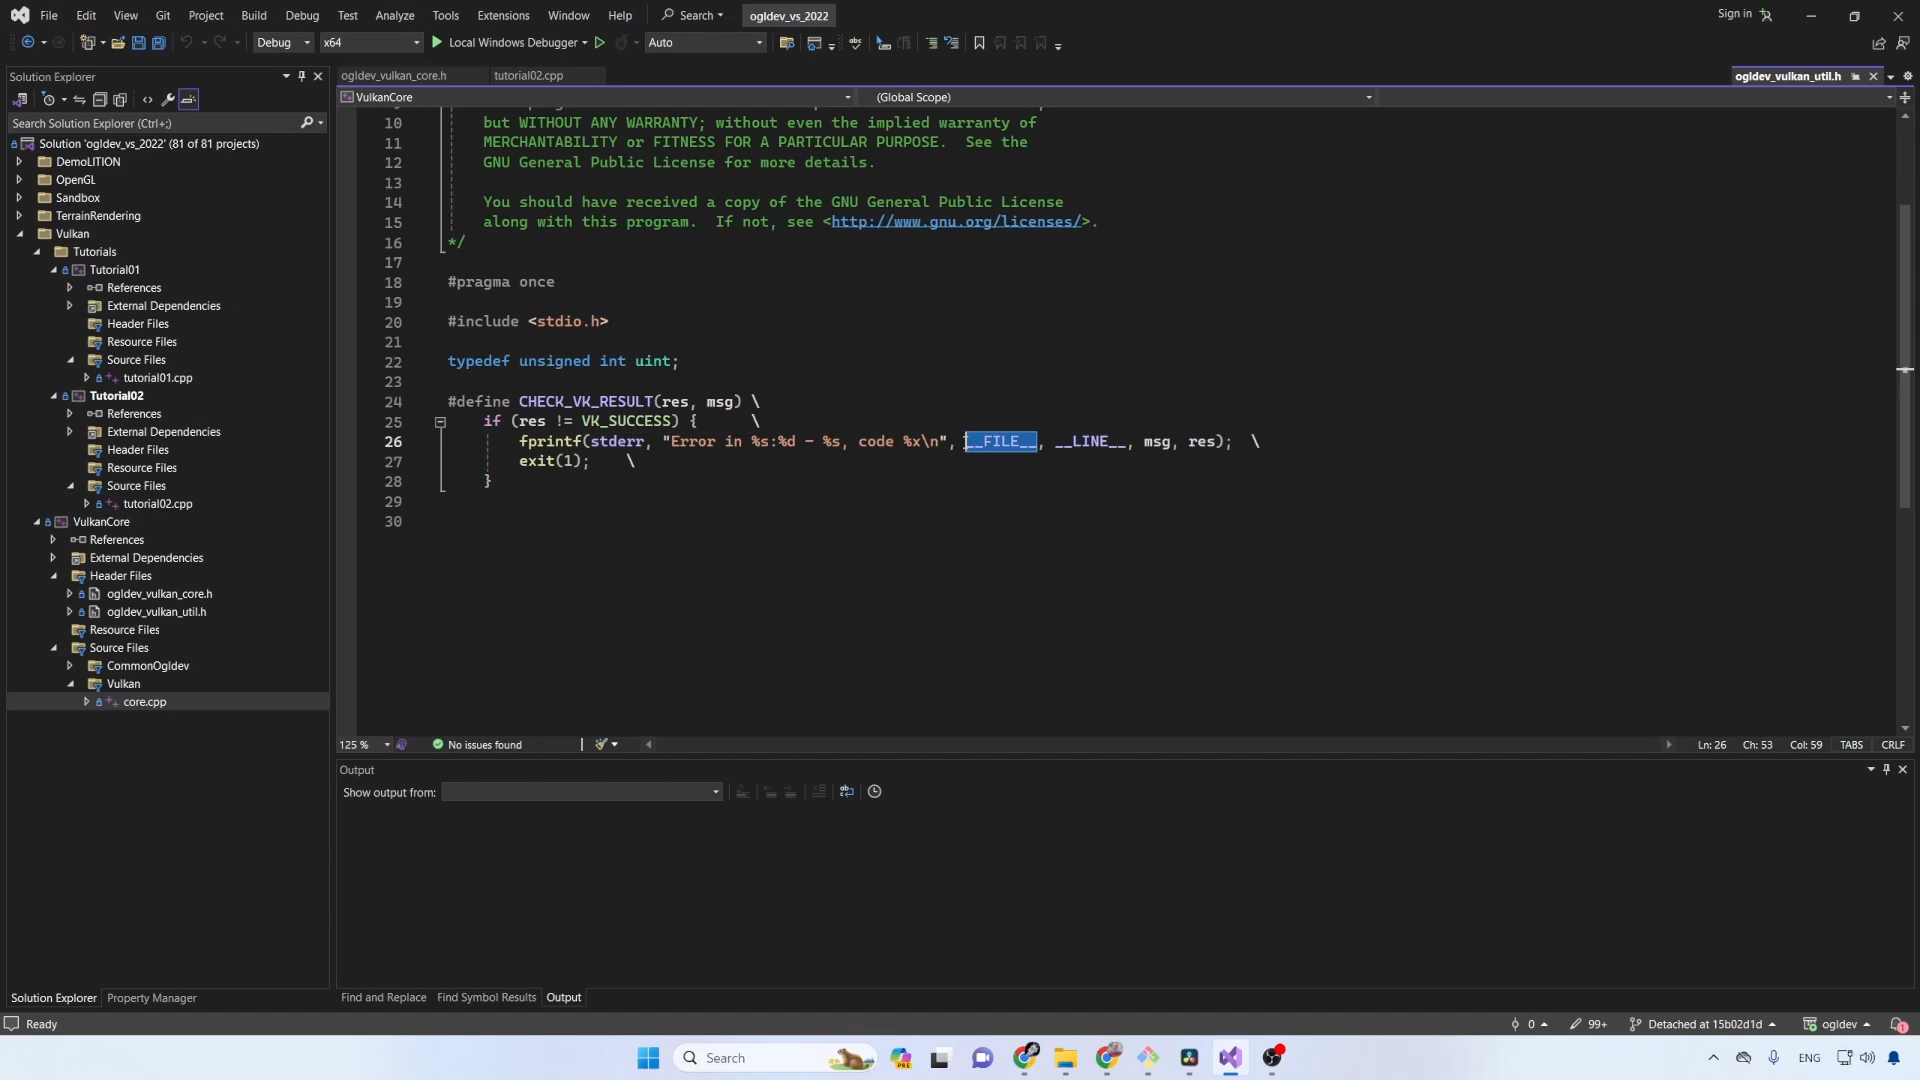 File Edit View Git Project Build Debug Test Analyze Tools Extensions Window Help Search ogldev_vs_2022 Sign in
Debug x64 Local Windows Debugger Auto
Solution Explorer
ogldev_vulkan_core.h tutorial02.cpp ogldev_vulkan_util.h
VulkanCore (Global Scope)
Search Solution Explorer (Ctrl+;)
Solution 'ogldev_vs_2022' (81 of 81 projects)
DemoLITION
OpenGL
Sandbox
TerrainRendering
Vulkan
Tutorials
Tutorial01
References
External Dependencies
Header Files
Resource Files
Source Files
tutorial01.cpp
Tutorial02
References
External Dependencies
Header Files
Resource Files
Source Files
tutorial02.cpp
VulkanCore
References
External Dependencies
Header Files
ogldev_vulkan_core.h
ogldev_vulkan_util.h
Resource Files
Source Files
CommonOgldev
Vulkan
core.cpp
Solution Explorer Property Manager
10 but WITHOUT ANY WARRANTY; without even the implied warranty of
11 MERCHANTABILITY or FITNESS FOR A PARTICULAR PURPOSE.  See the
12 GNU General Public License for more details.
13
14 You should have received a copy of the GNU General Public License
15 along with this program.  If not, see <http://www.gnu.org/licenses/>.
16 */
17
18 #pragma once
19
20 #include <stdio.h>
21
22 typedef unsigned int uint;
23
24 #define CHECK_VK_RESULT(res, msg) \
25 if (res != VK_SUCCESS) {      \
26 fprintf(stderr, "Error in %s:%d - %s, code %x\n", __FILE__, __LINE__, msg, res);  \
27 exit(1);    \
28 }
29
30
125 % No issues found Ln: 26 Ch: 53 Col: 59 TABS CRLF
Output
Show output from:
Find and Replace Find Symbol Results Output
Ready 0 99+ Detached at 15b02d1d ogldev 1
Search PRE ENG